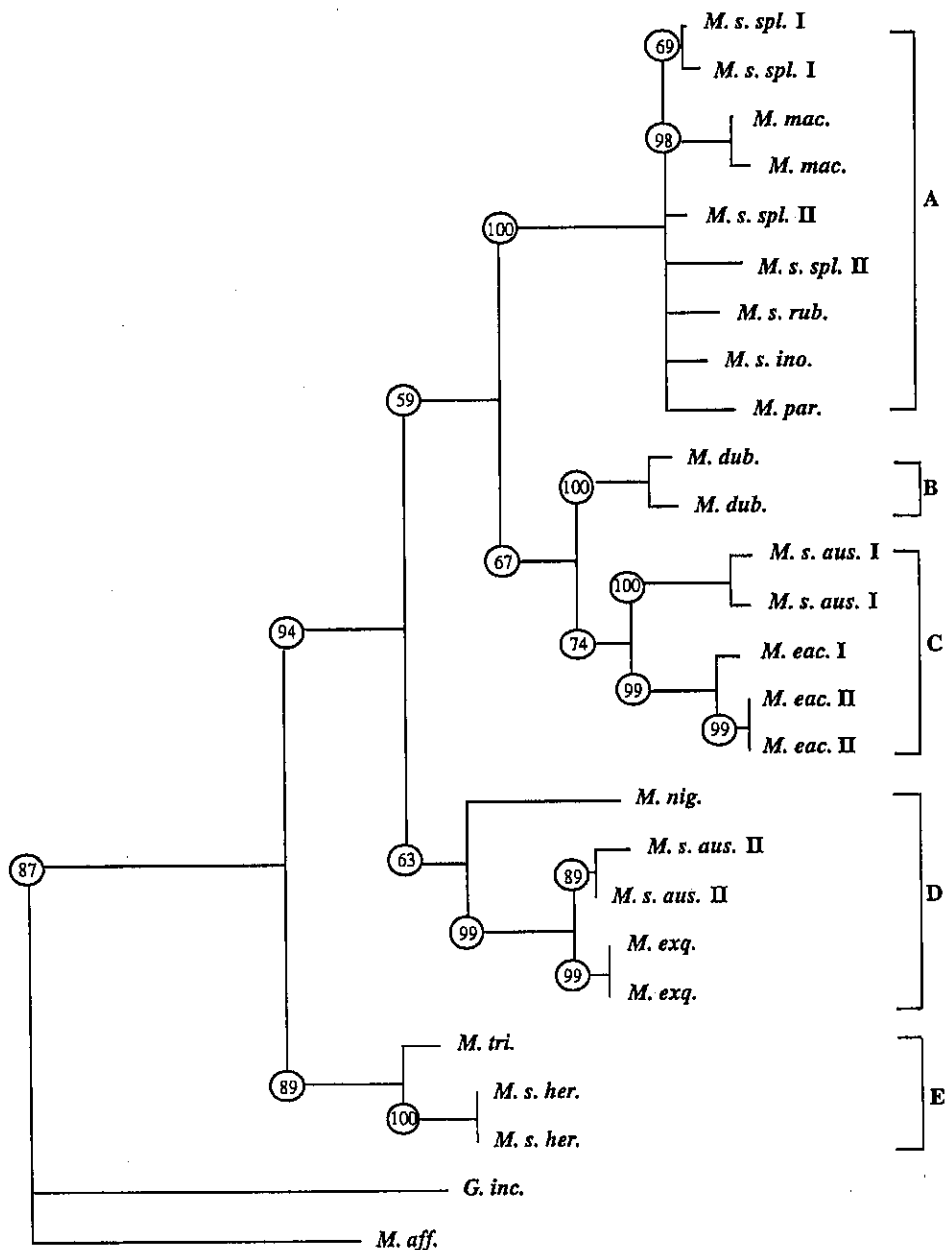 M. s. spl. I
69
M. s. spl. I
M. mac.
98
M. mac.
A
M. s. spl. II
100
M. s. spl. II
M. s. rub.
M. s. ino.
59
M. par.
M. dub.
100
B
M. dub.
M. s. aus. I
67
100
M. s. aus. I
94
74
C
M. eac. I
99
M. eac. II
99
M. eac. II
M. nig.
M. s. aus. II
63
87
89
D
M. s. aus. II
99
M. exq.
99
M. exq.
M. tri.
89
M. s. her.
E
100
M. s. her.
G. inc.
M. aff.